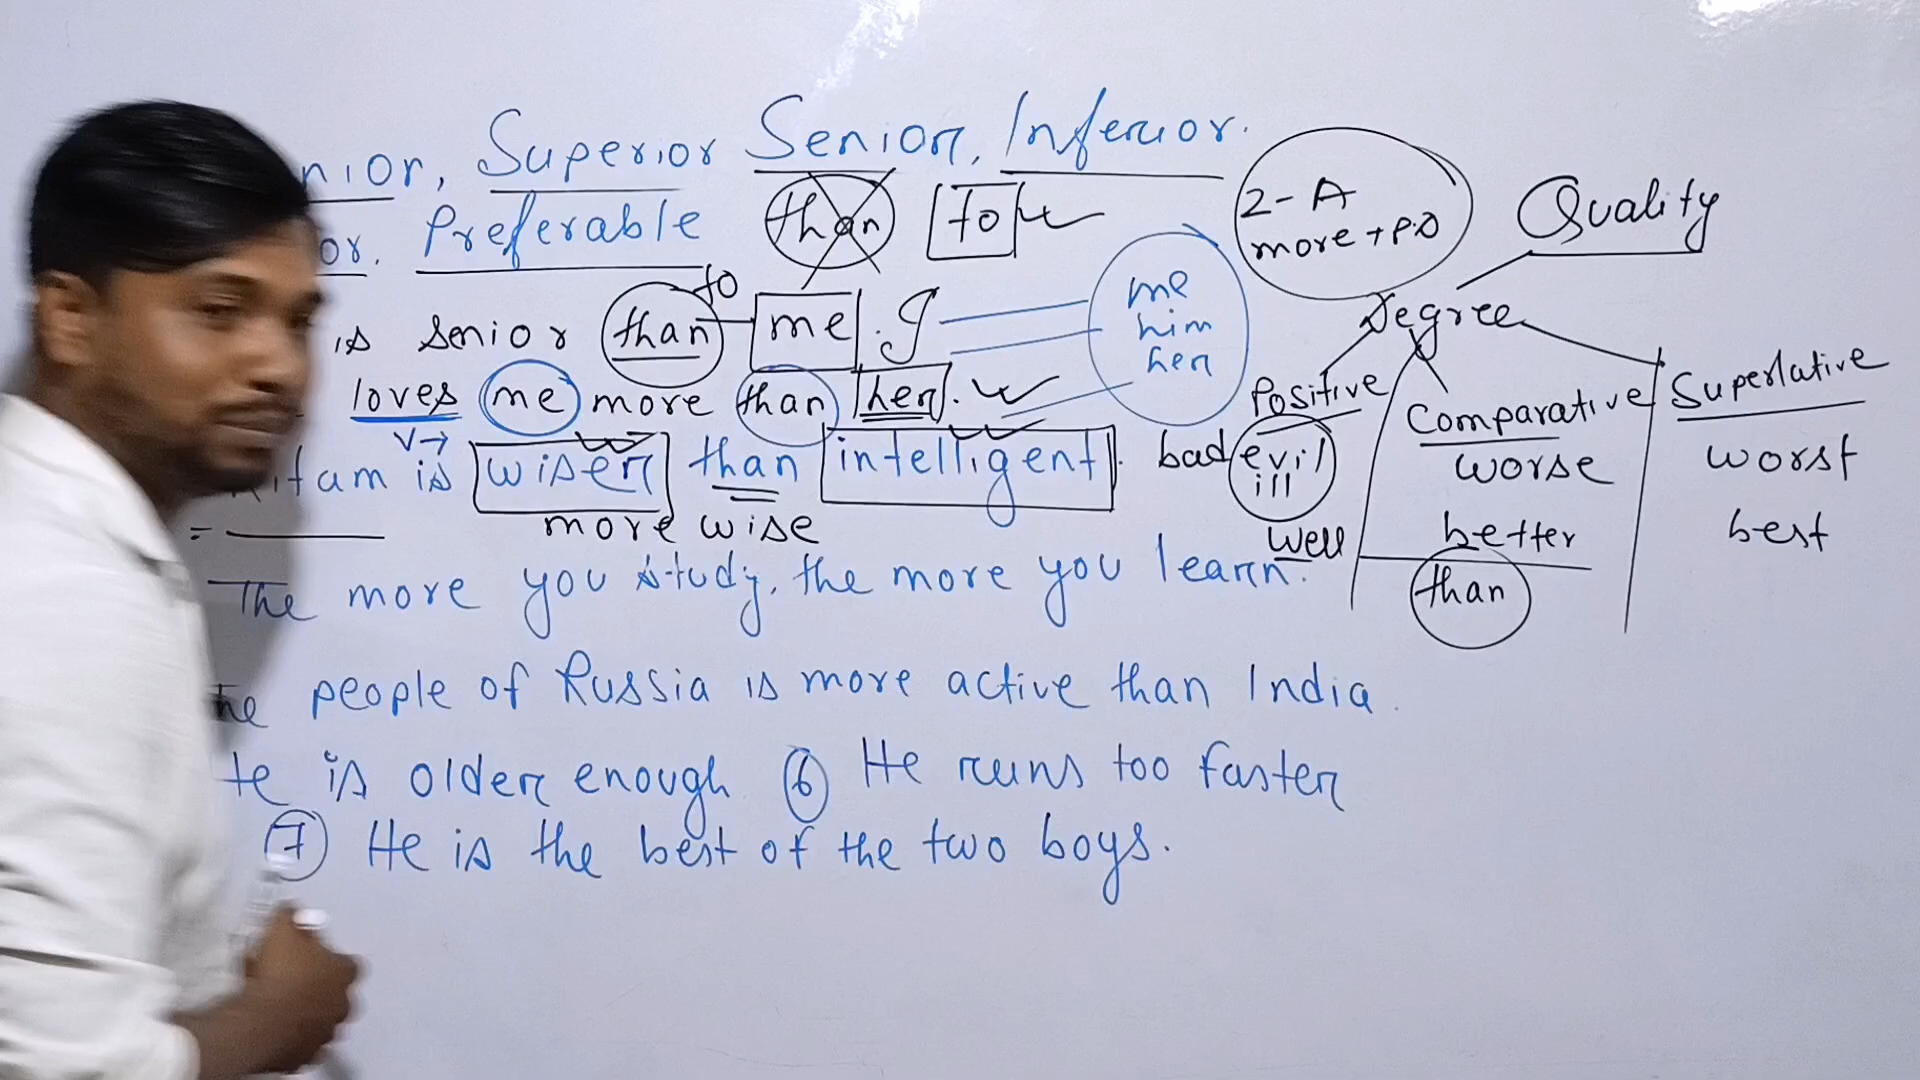 nior, Superior Senior, Inferior.
or. Preferable than to
2-A
more + P.D
Quality
Degree
to
is senior than me. I
me
him
her
loves me more than her.
V→
Positive Comparative Superlative
Ritam is wiser than intelligent.
more wise
bad evil ill worse worst
well better best
than
The more you study, the more you learn.
The people of Russia is more active than India.
He is older enough (6) He runs too faster
(7) He is the best of the two boys.